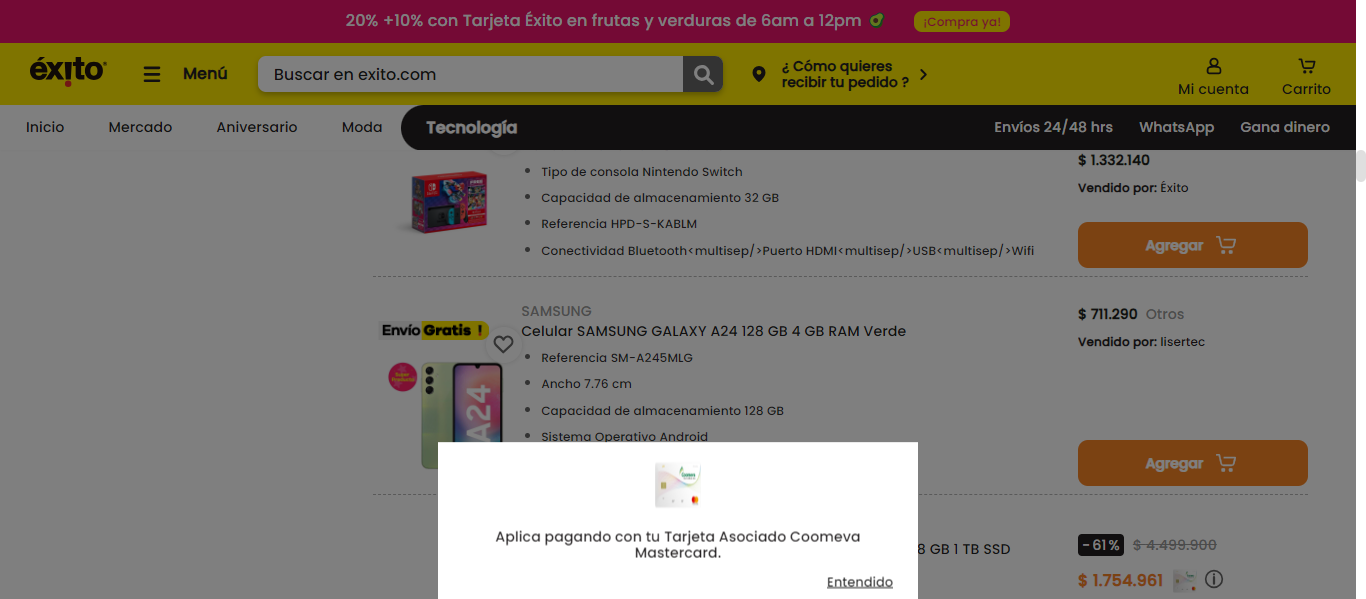 20% +10% con Tarjeta Éxito en frutas y verduras de 6am a 12pm ¡Compra ya!
éxito
Menú
Buscar en exito.com
¿ Cómo quieres
recibir tu pedido ?
Mi cuenta
Carrito
Inicio Mercado Aniversario Moda Tecnología Envíos 24/48 hrs WhatsApp Gana dinero
Tipo de consola Nintendo Switch
Capacidad de almacenamiento 32 GB
Referencia HPD-S-KABLM
Conectividad Bluetooth<multisep/>Puerto HDMI<multisep/>USB<multisep/>Wifi
$ 1.332.140
Vendido por: Éxito
Agregar
Envío Gratis !
A24
SAMSUNG
Celular SAMSUNG GALAXY A24 128 GB 4 GB RAM Verde
Referencia SM-A245MLG
Ancho 7.76 cm
Capacidad de almacenamiento 128 GB
Sistema Operativo Android
$ 711.290 Otros
Vendido por: lisertec
Agregar
Aplica pagando con tu Tarjeta Asociado Coomeva
Mastercard.
Entendido
8 GB 1 TB SSD
- 61 % $ 4.499.900
$ 1.754.961